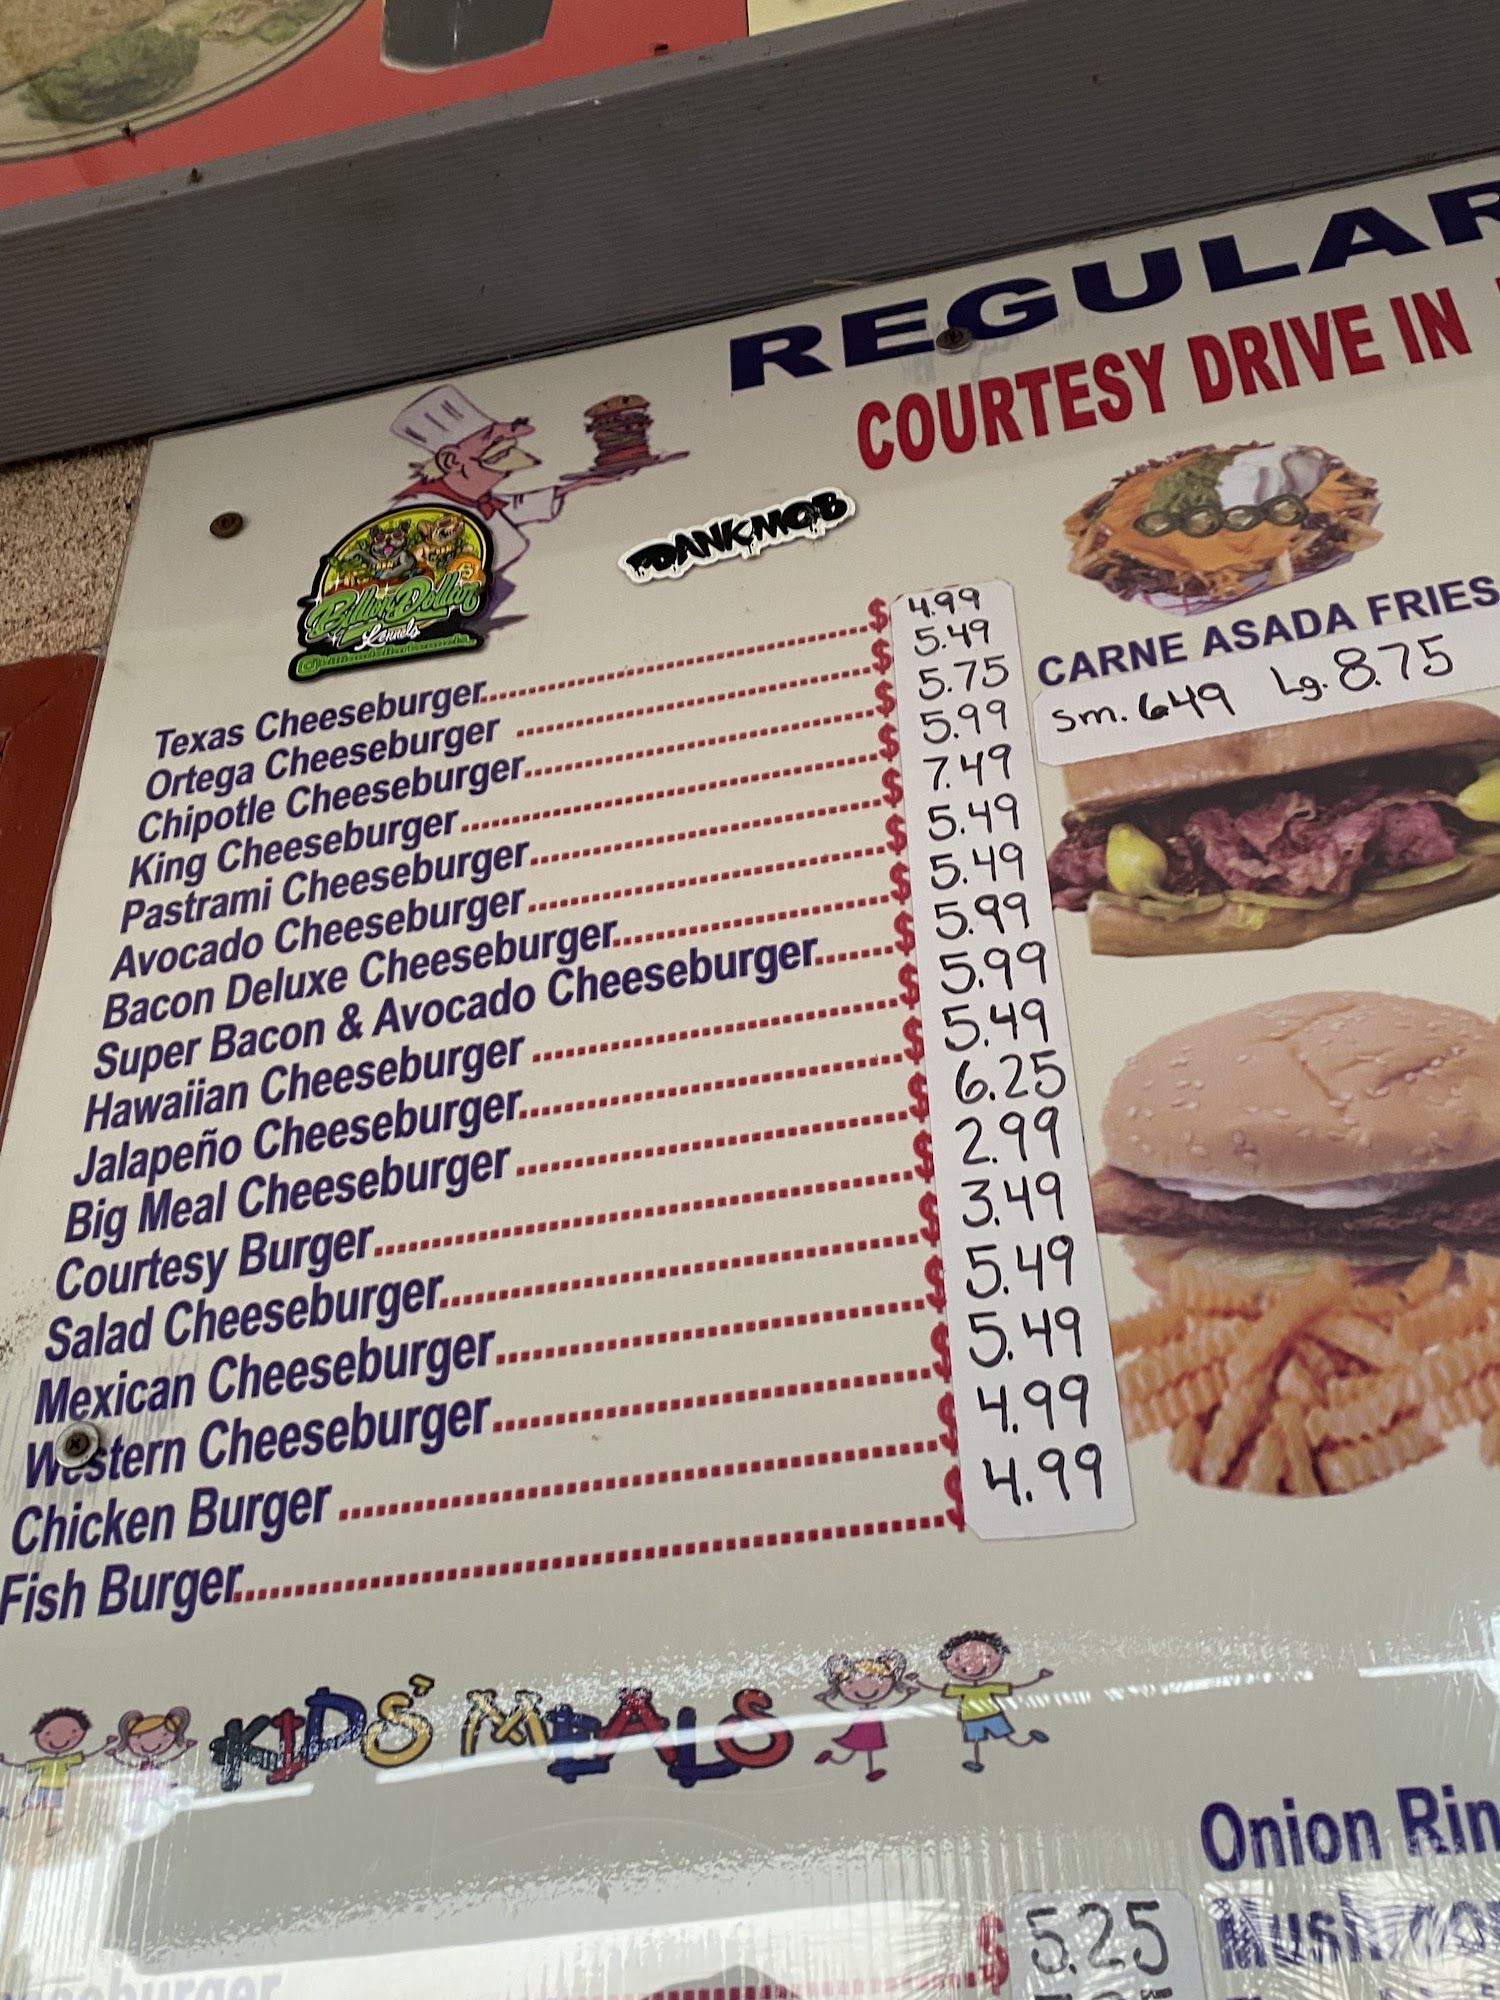 REGULAR
COURTESY DRIVE IN
DANKMOB
Billion Dollar
Kennels
Texas Cheeseburger $ 4.99
Ortega Cheeseburger $ 5.49
Chipotle Cheeseburger $ 5.75
King Cheeseburger $ 5.99
Pastrami Cheeseburger $ 7.49
Avocado Cheeseburger $ 5.49
Bacon Deluxe Cheeseburger $ 5.49
Super Bacon & Avocado Cheeseburger $ 5.99
Hawaiian Cheeseburger $ 5.99
Jalapeño Cheeseburger $ 5.49
Big Meal Cheeseburger $ 6.25
Courtesy Burger $ 2.99
Salad Cheeseburger $ 3.49
Mexican Cheeseburger $ 5.49
Western Cheeseburger $ 5.49
Chicken Burger $ 4.99
Fish Burger $ 4.99
CARNE ASADA FRIES
Sm. 6.49 Lg. 8.75
KIDS' MEALS
Onion Rin
$ 5.25